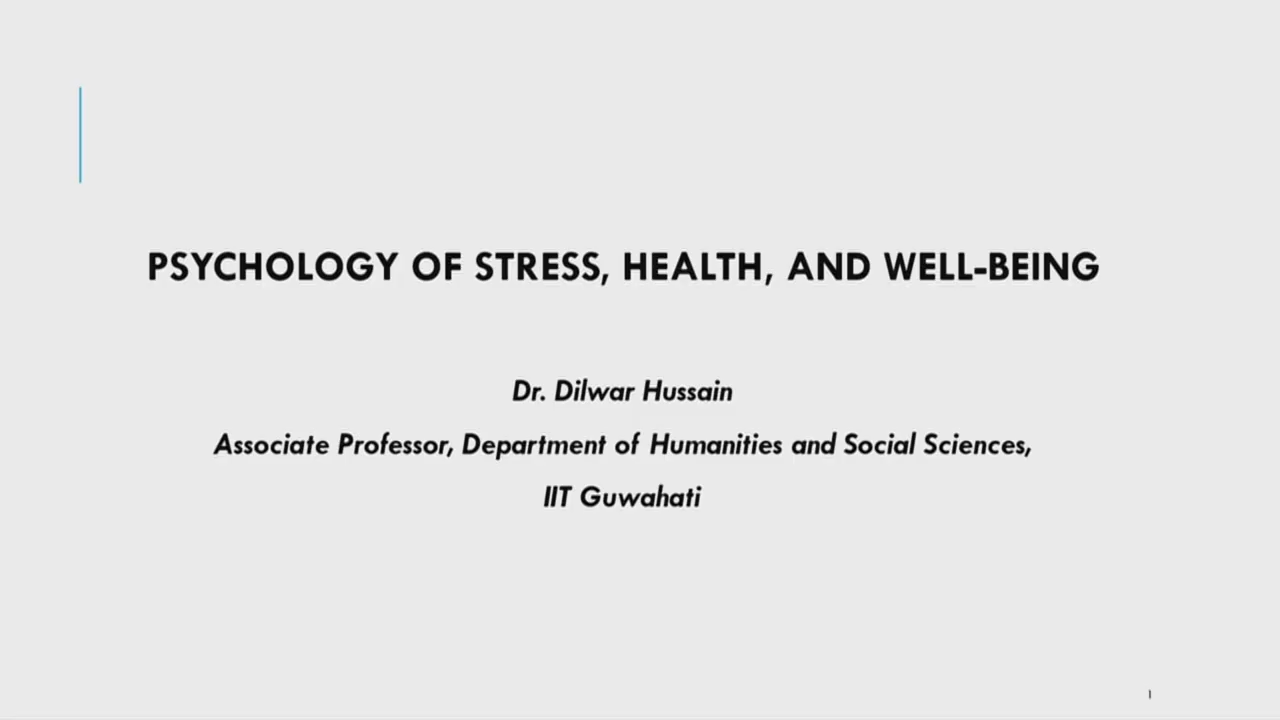 PSYCHOLOGY OF STRESS, HEALTH, AND WELL-BEING
Dr. Dilwar Hussain
Associate Professor, Department of Humanities and Social Sciences,
IIT Guwahati
1